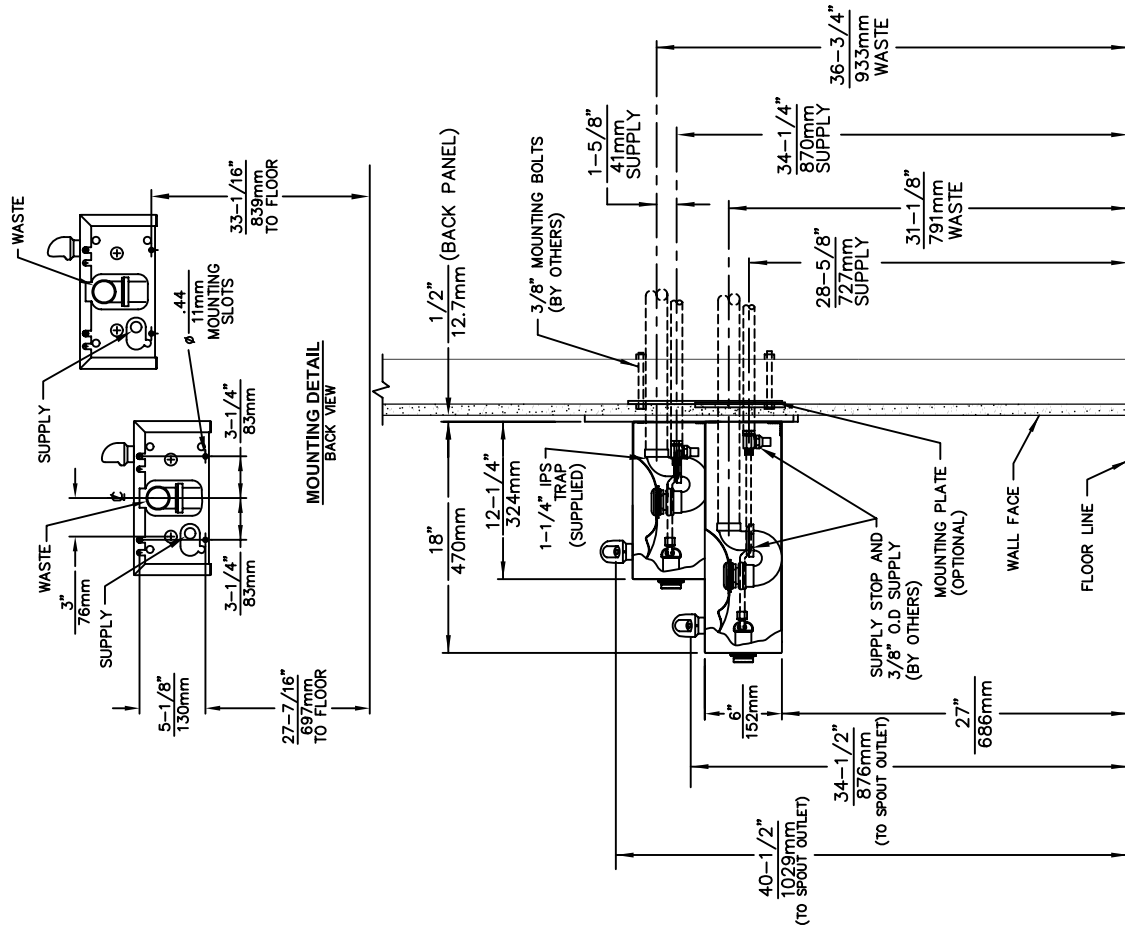 WASTE
SUPPLY
33-1/16"
839mm
TO FLOOR
Ø .44
11mm
MOUNTING
SLOTS
3-1/4"
83mm
℄
3"
76mm
WASTE
SUPPLY
3-1/4"
83mm
5-1/8"
130mm
27-7/16"
697mm
TO FLOOR
MOUNTING DETAIL
BACK VIEW
1/2"
12.7mm
(BACK PANEL)
3/8" MOUNTING BOLTS
(BY OTHERS)
1-5/8"
41mm
SUPPLY
36-3/4"
933mm
WASTE
34-1/4"
870mm
SUPPLY
31-1/8"
791mm
WASTE
28-5/8"
727mm
SUPPLY
18"
470mm
12-1/4"
324mm
1-1/4" IPS
TRAP
(SUPPLIED)
SUPPLY STOP AND
3/8" O.D SUPPLY
(BY OTHERS)
MOUNTING PLATE
(OPTIONAL)
WALL FACE
FLOOR LINE
6"
152mm
27"
686mm
34-1/2"
876mm
(TO SPOUT OUTLET)
40-1/2"
1029mm
(TO SPOUT OUTLET)